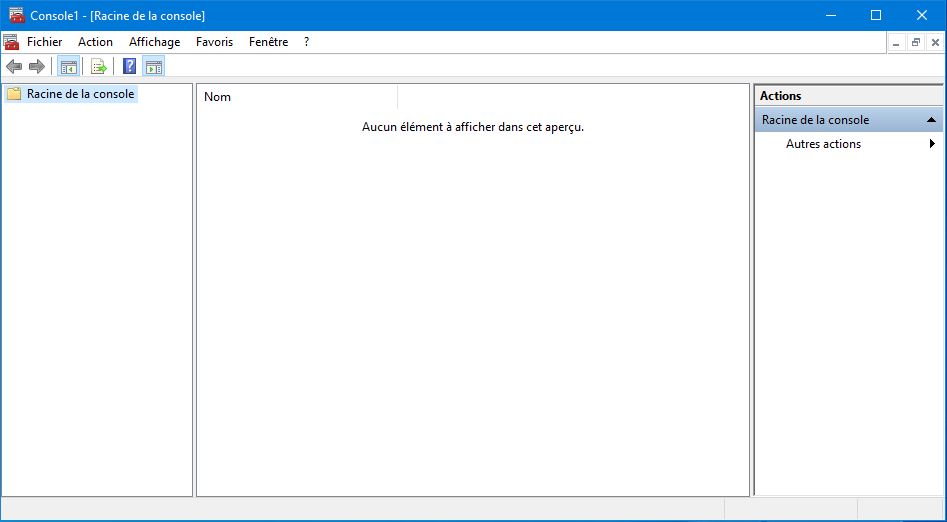 Console1 - [Racine de la console]
Fichier Action Affichage Favoris Fenêtre ?
Racine de la console
Nom
Aucun élément à afficher dans cet aperçu.
Actions
Racine de la console
Autres actions